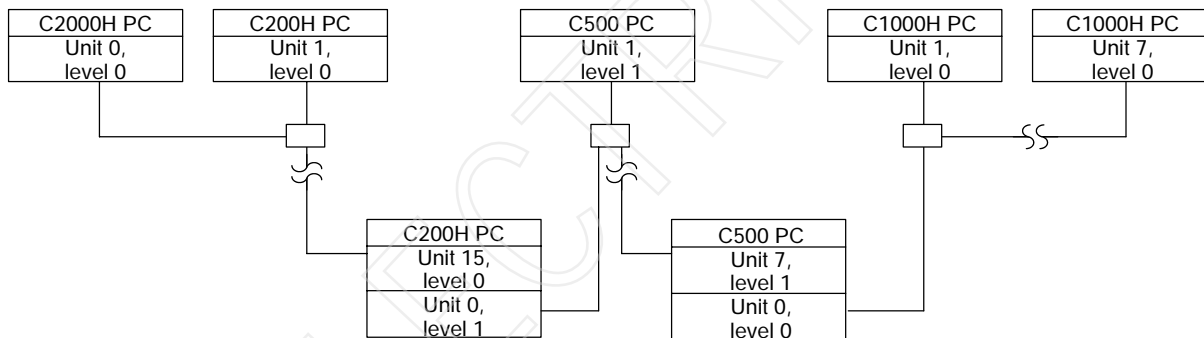 C2000H PC
Unit 0,
level 0
C200H PC
Unit 1,
level 0
C500 PC
Unit 1,
level 1
C1000H PC
Unit 1,
level 0
C1000H PC
Unit 7,
level 0
C200H PC
Unit 15,
level 0
Unit 0,
level 1
C500 PC
Unit 7,
level 1
Unit 0,
level 0